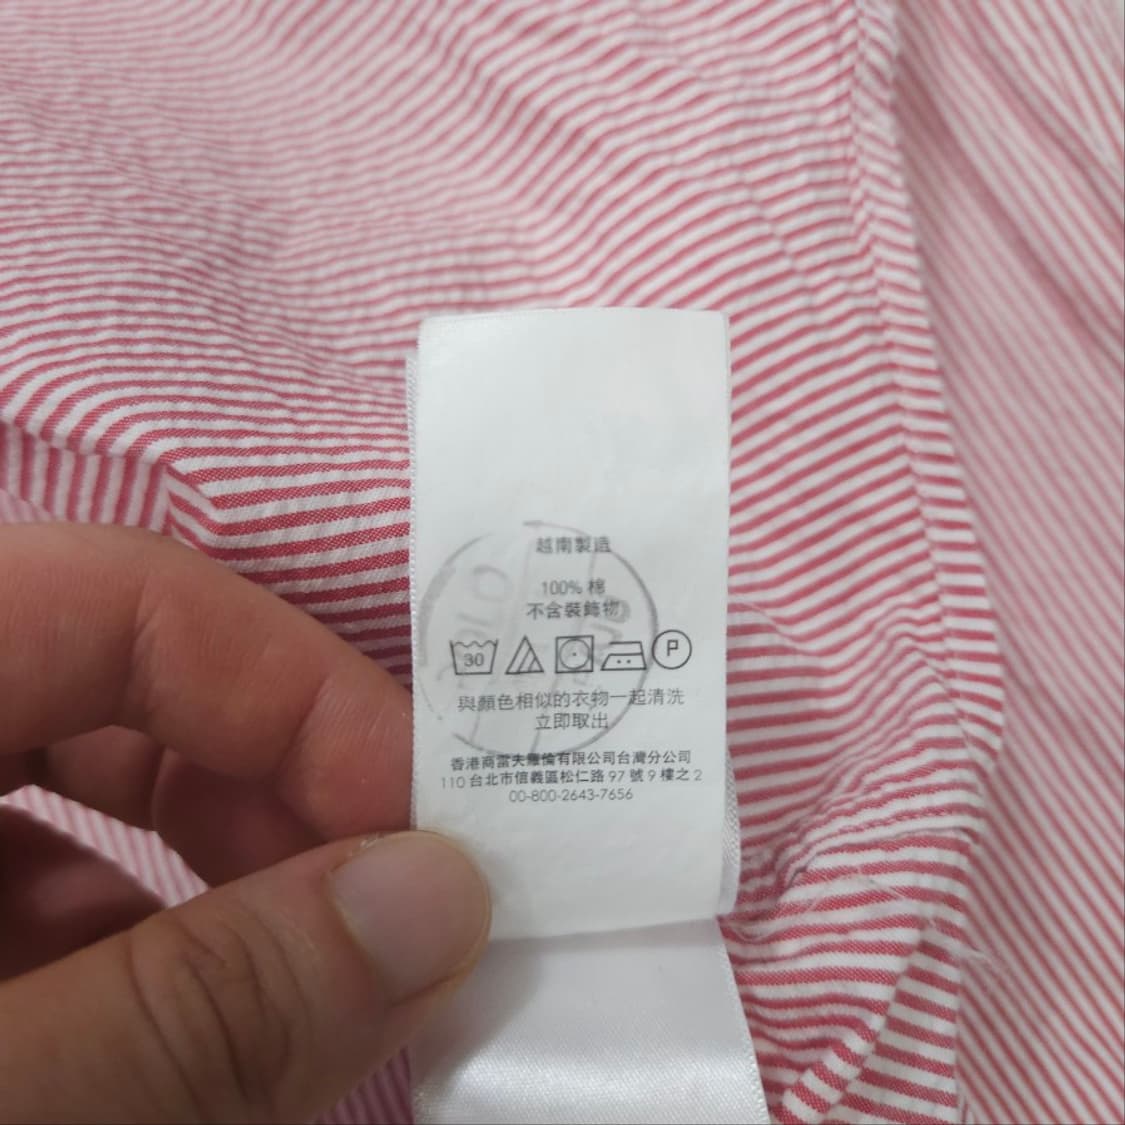 越南製造
100% 棉
不含裝飾物
30
P
與顏色相似的衣物一起清洗
立即取出
香港商雷夫羅倫有限公司台灣分公司
110 台北市信義區松仁路 97 號 9 樓之 2
00-800-2643-7656